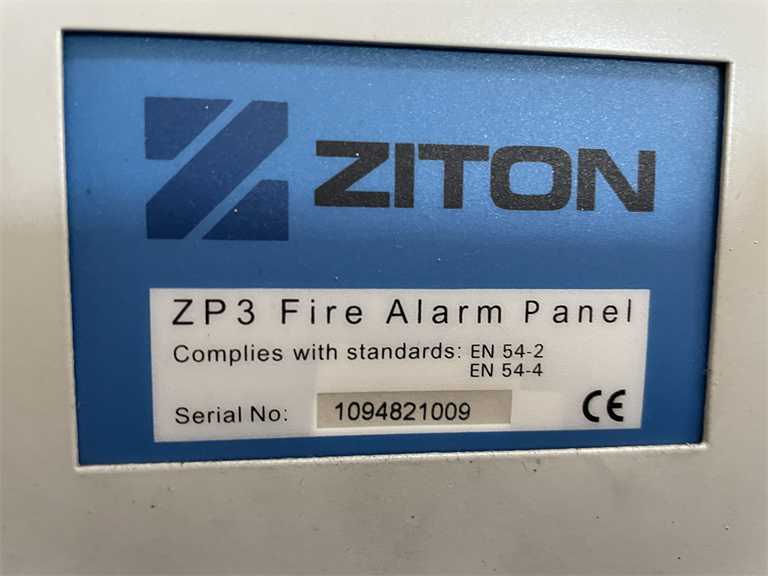 ZITON
ZP3 Fire Alarm Panel
Complies with standards: EN 54-2
EN 54-4
Serial No: 1094821009 CE